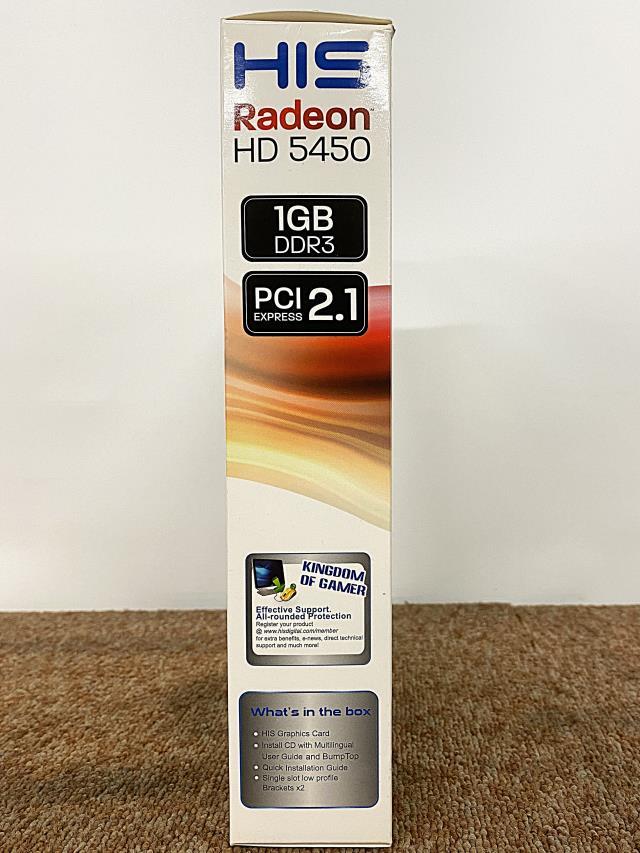 HIS
Radeon™
HD 5450
1GB
DDR3
PCI
EXPRESS 2.1
KINGDOM
OF GAMER
Effective Support.
All-rounded Protection
Register your product
@ www.hisdigital.com/member
for extra benefits, e-news, direct technical
support and much more!
What's in the box
HIS Graphics Card
Install CD with Multilingual
User Guide and BumpTop
Quick Installation Guide
Single slot low profile
Brackets x2